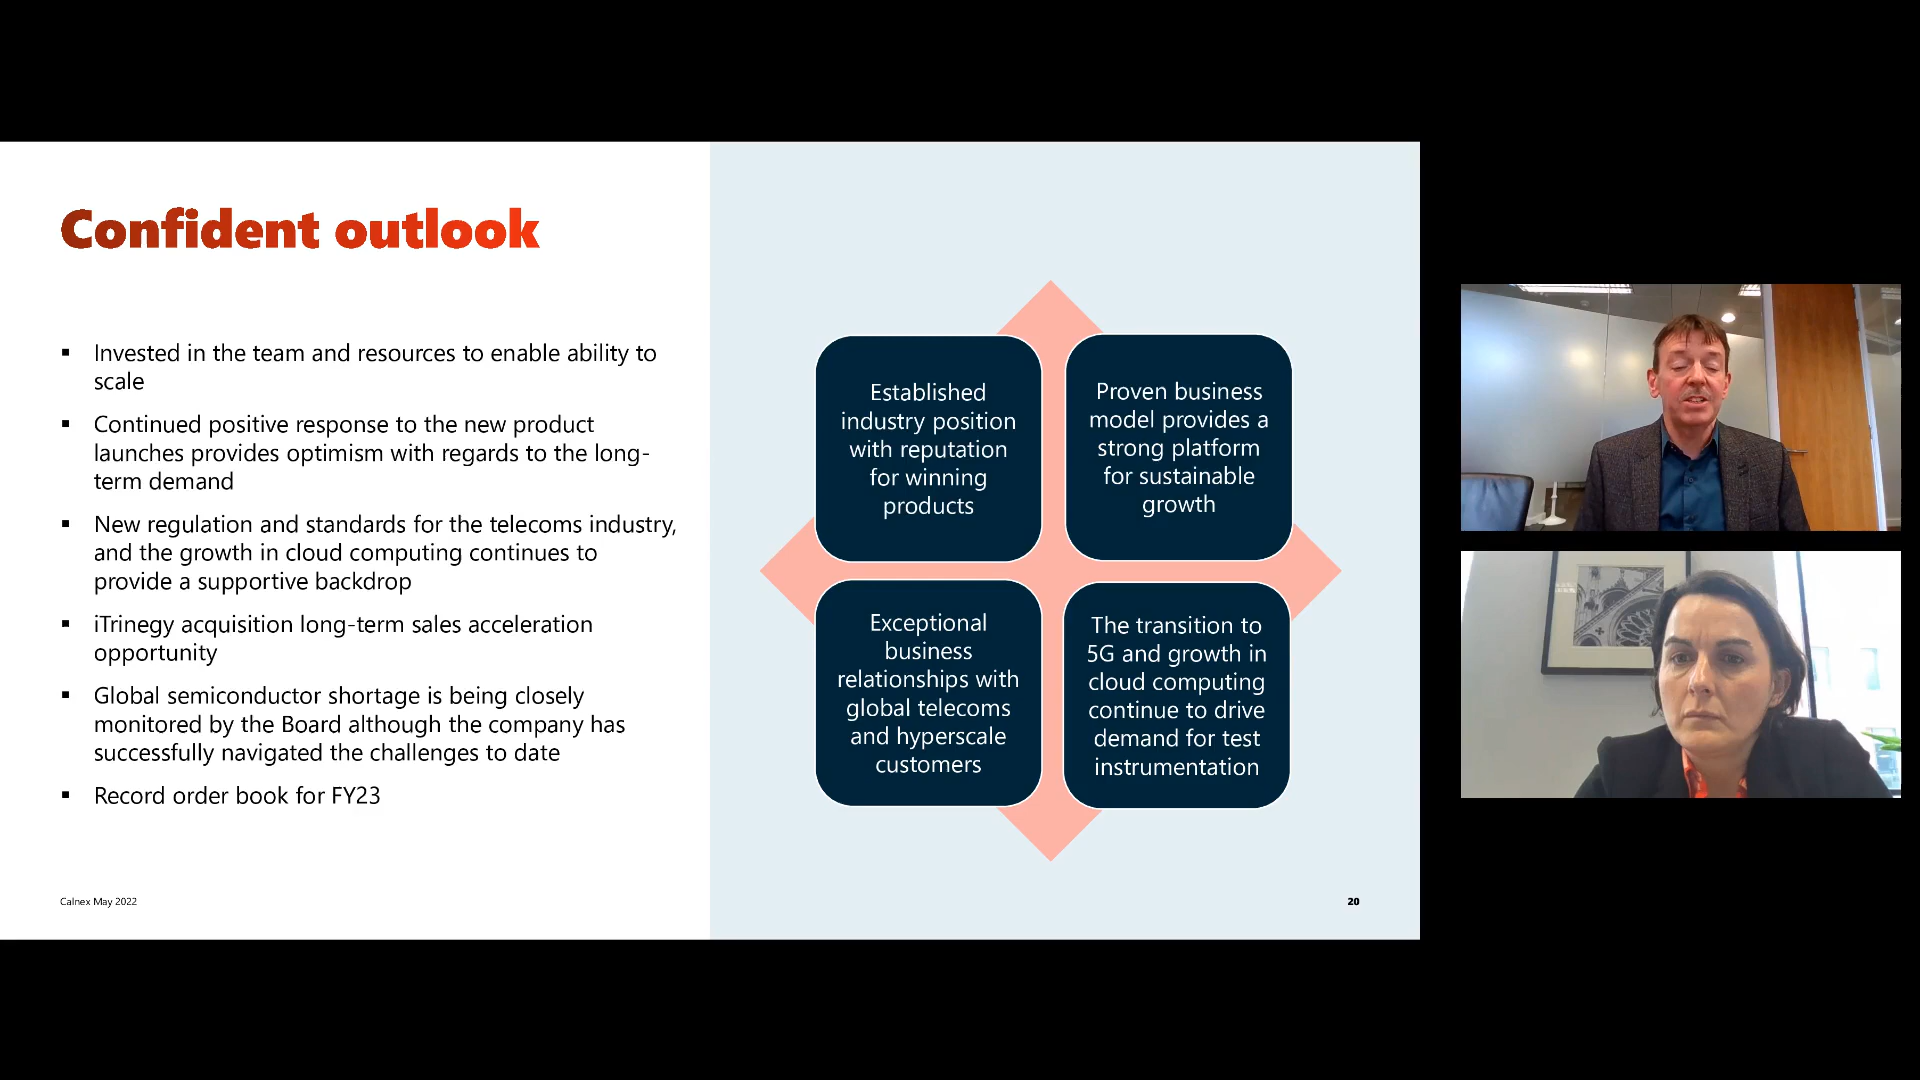 Confident outlook
▪ Invested in the team and resources to enable ability to
scale
▪ Continued positive response to the new product
launches provides optimism with regards to the long-
term demand
▪ New regulation and standards for the telecoms industry,
and the growth in cloud computing continues to
provide a supportive backdrop
▪ iTrinegy acquisition long-term sales acceleration
opportunity
▪ Global semiconductor shortage is being closely
monitored by the Board although the company has
successfully navigated the challenges to date
▪ Record order book for FY23
Established
industry position
with reputation
for winning
products
Proven business
model provides a
strong platform
for sustainable
growth
Exceptional
business
relationships with
global telecoms
and hyperscale
customers
The transition to
5G and growth in
cloud computing
continue to drive
demand for test
instrumentation
Calnex May 2022
20